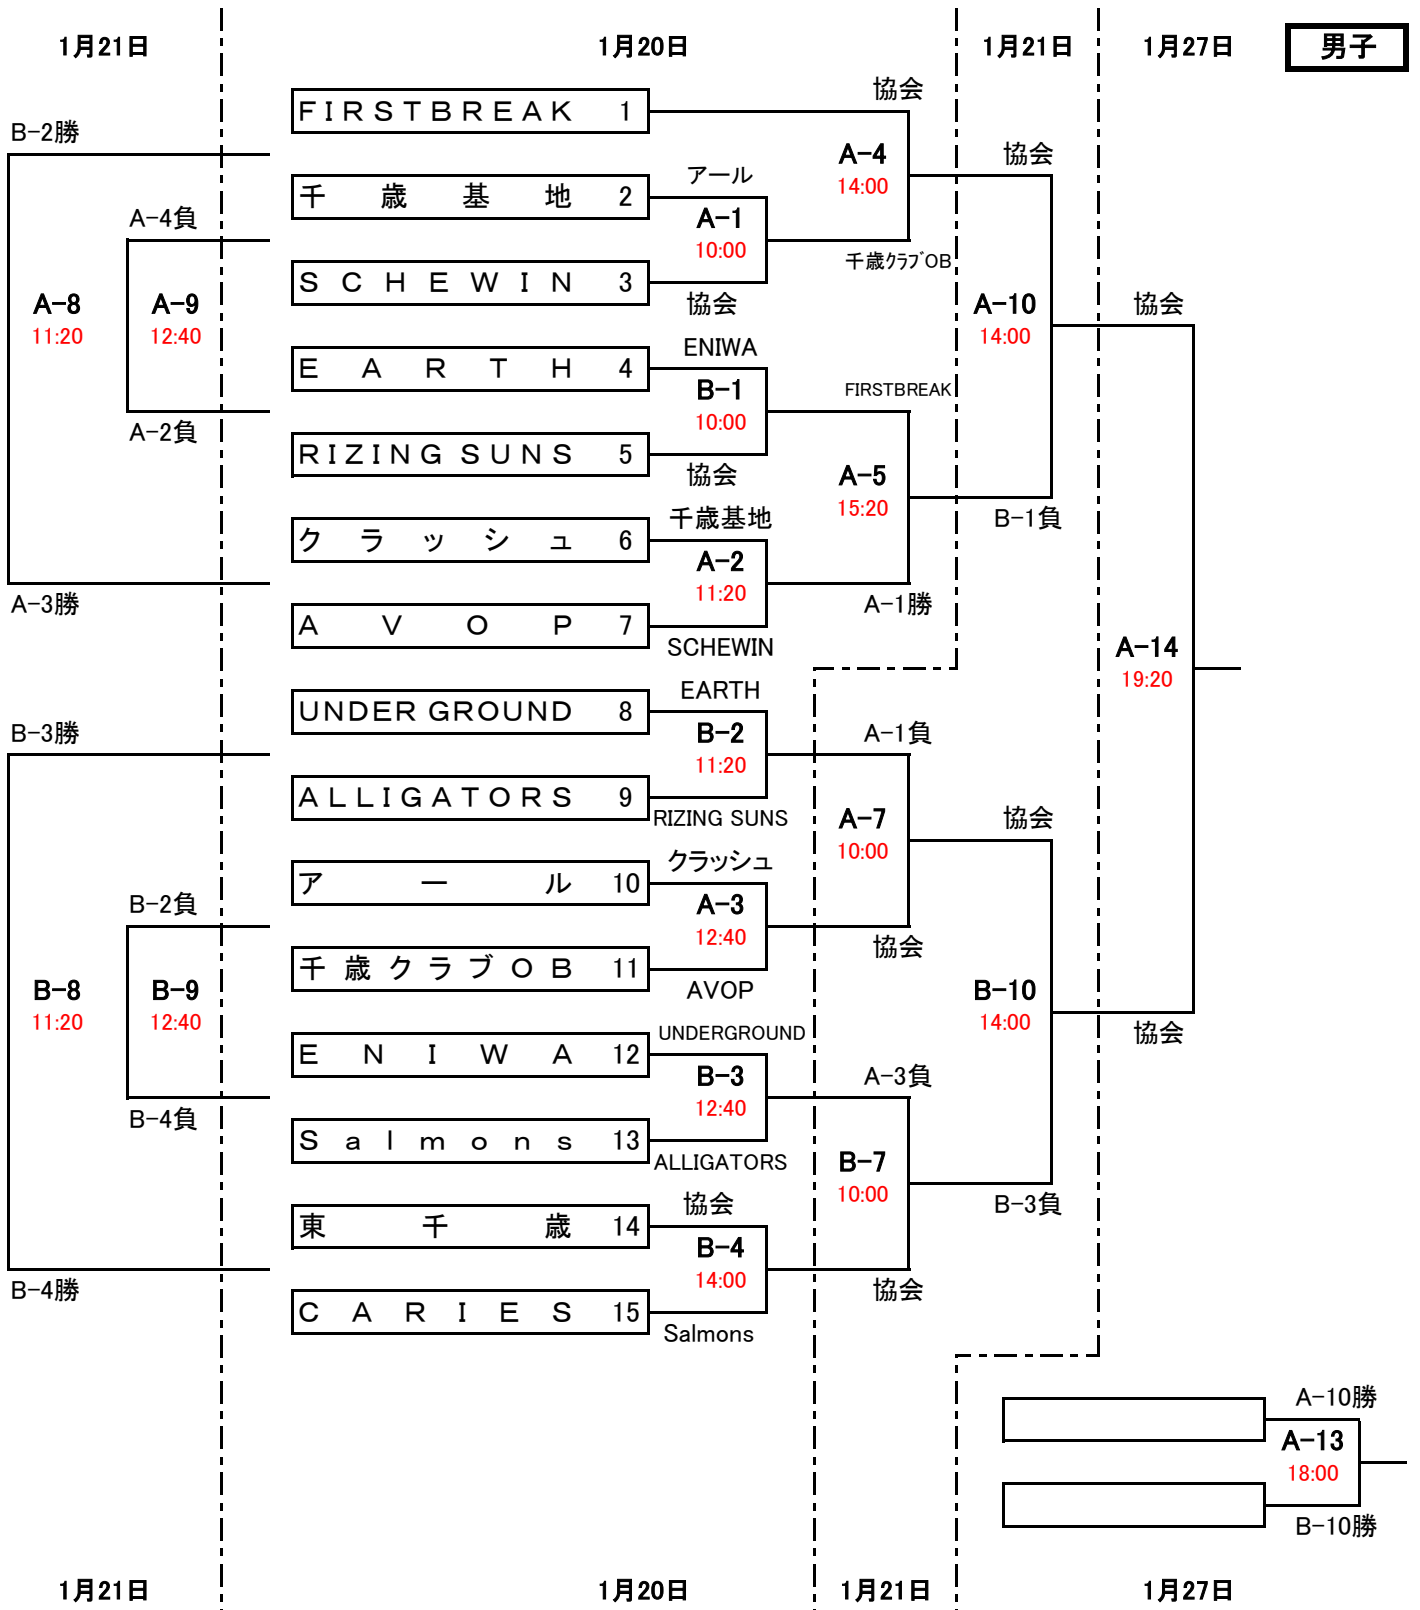 1月21日 1月20日 1月21日 1月27日 男子
協会
FIRSTBREAK 1
B-2勝
A-4 協会
14:00
アール
千歳基地 2
A-4負
A-1
10:00
千歳ｸﾗﾌﾞOB
SCHEWIN 3
協会
A-8 A-9 A-10 協会
11:20 12:40 14:00
ENIWA
EARTH 4
B-1 FIRSTBREAK
10:00
A-2負
RIZING SUNS 5
協会
A-5
15:20
千歳基地 B-1負
クラッシュ 6
A-2
11:20
A-3勝 A-1勝
AVOP 7
SCHEWIN A-14
19:20
EARTH
UNDER GROUND 8
B-3勝 B-2 A-1負
11:20
ALLIGATORS 9
RIZING SUNS A-7 協会
10:00
クラッシュ
アール 10
B-2負 A-3
12:40
協会
千歳クラブOB 11
AVOP
B-8 B-9 B-10
11:20 12:40 14:00
UNDERGROUND 協会
ENIWA 12
B-3 A-3負
12:40
B-4負
Salmons 13
ALLIGATORS B-7
10:00
協会 B-3負
東千歳 14
B-4
14:00
B-4勝 協会
CARIES 15
Salmons
A-10勝
A-13
18:00
B-10勝
1月21日 1月20日 1月21日 1月27日